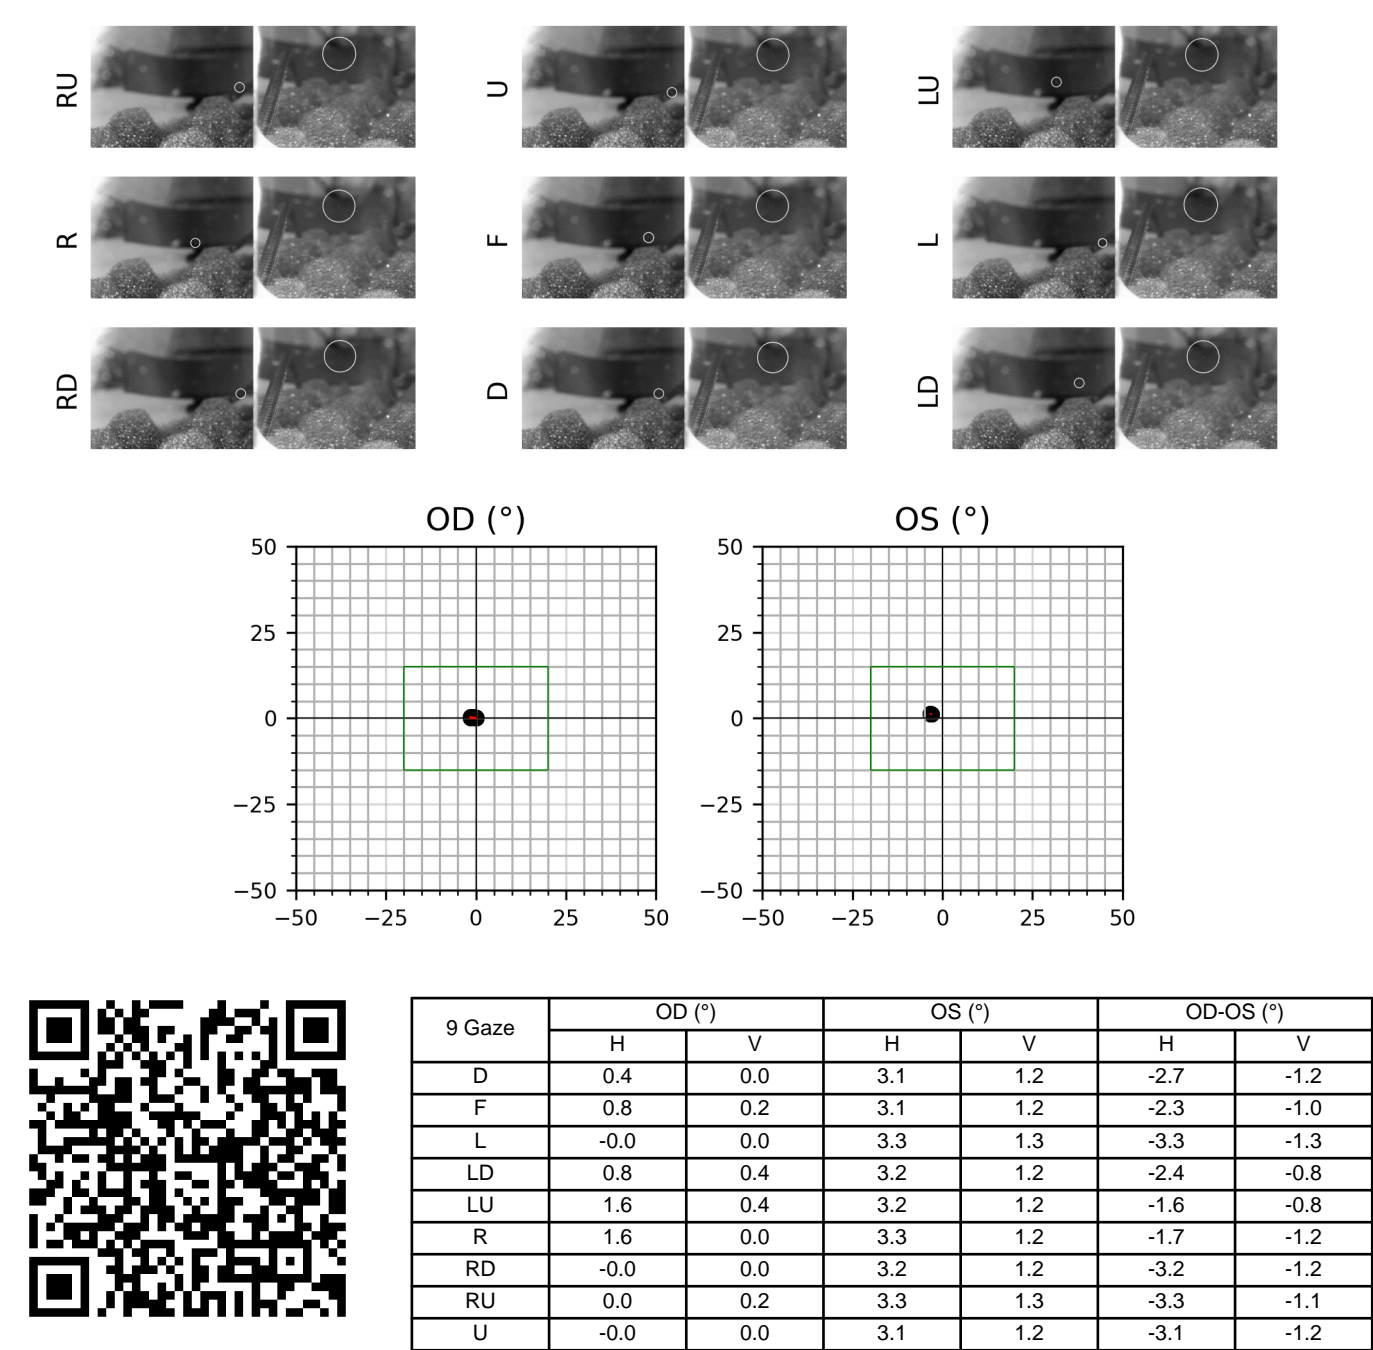 RU U LU
R F L
RD D LD
OD (°) OS (°)
50 50
25 25
0 0
−25 −25
−50 −50
−50 −25 0 25 50 −50 −25 0 25 50
9 Gaze OD (°) OS (°) OD-OS (°)
H V H V H V
D 0.4 0.0 3.1 1.2 -2.7 -1.2
F 0.8 0.2 3.1 1.2 -2.3 -1.0
L -0.0 0.0 3.3 1.3 -3.3 -1.3
LD 0.8 0.4 3.2 1.2 -2.4 -0.8
LU 1.6 0.4 3.2 1.2 -1.6 -0.8
R 1.6 0.0 3.3 1.2 -1.7 -1.2
RD -0.0 0.0 3.2 1.2 -3.2 -1.2
RU 0.0 0.2 3.3 1.3 -3.3 -1.1
U -0.0 0.0 3.1 1.2 -3.1 -1.2